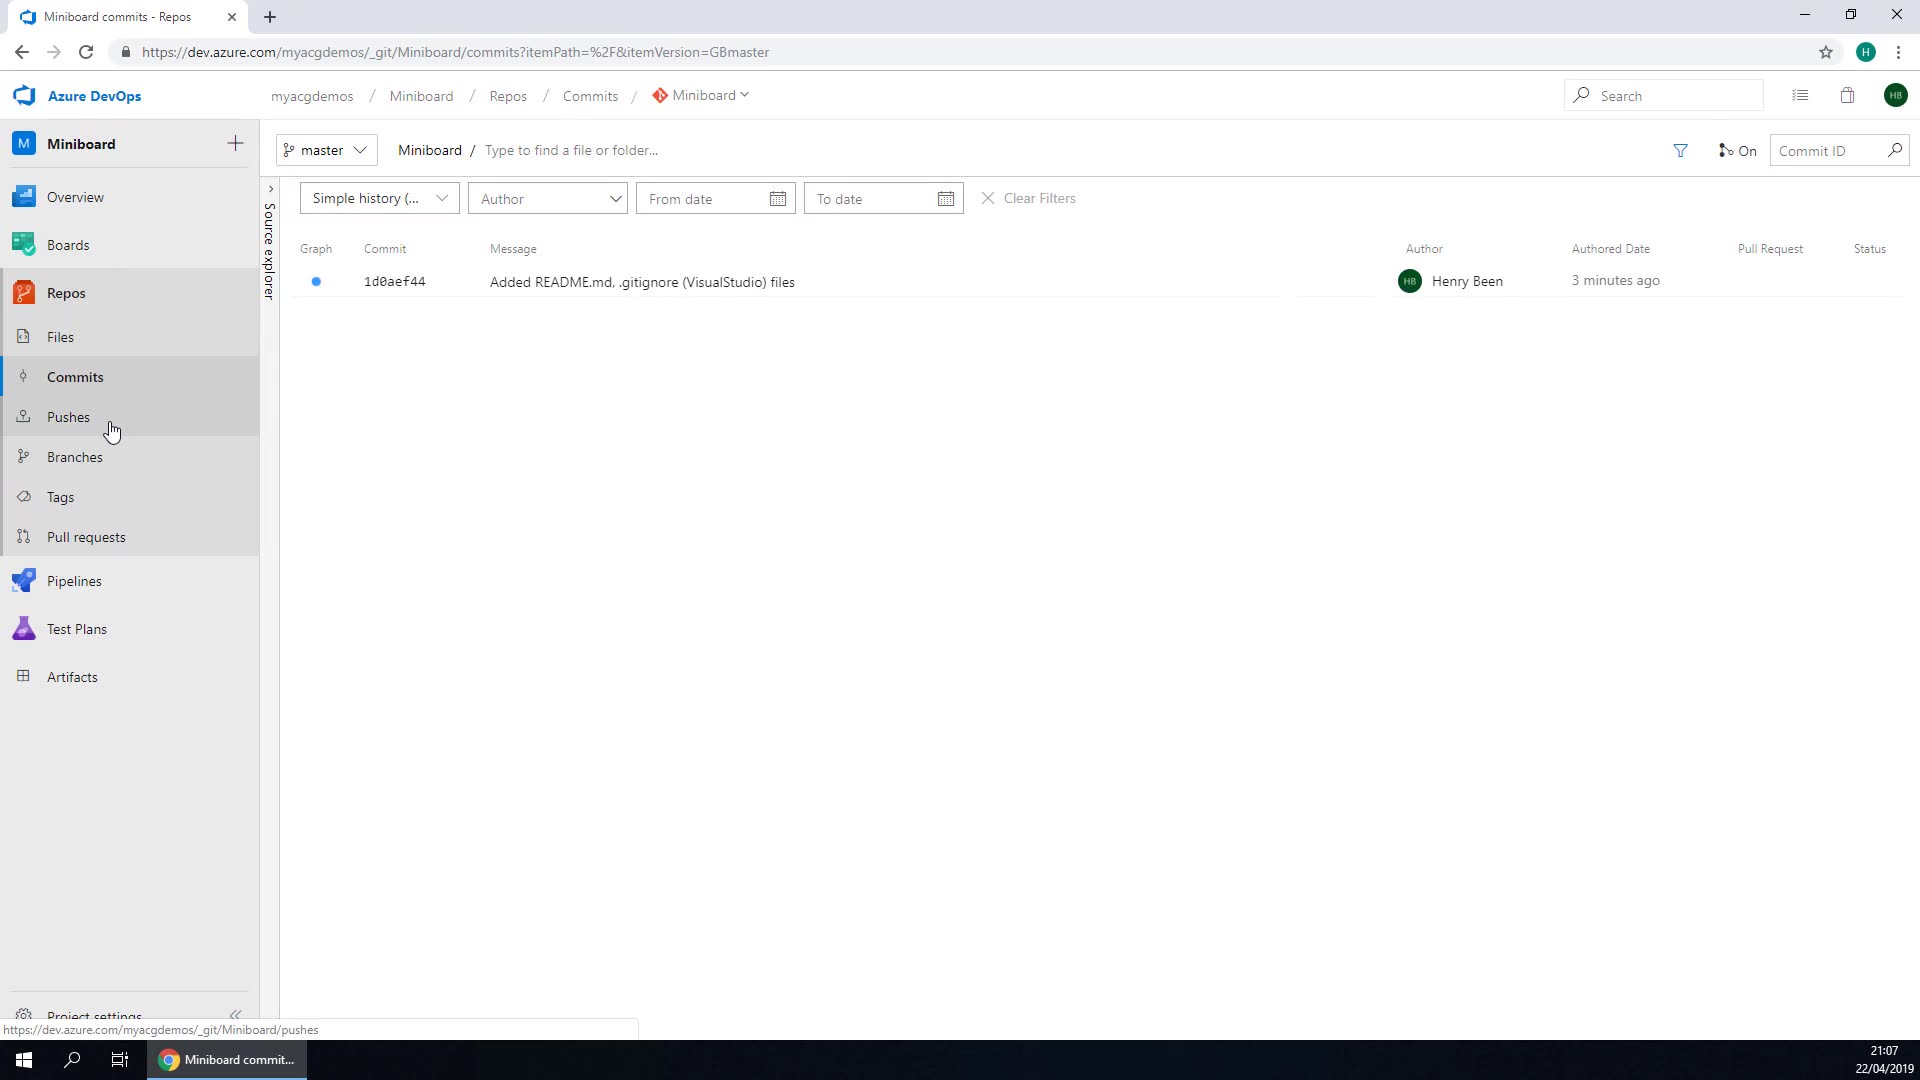 Miniboard commits - Repos
https://dev.azure.com/myacgdemos/_git/Miniboard/commits?itemPath=%2F&itemVersion=GBmaster
H
Azure DevOps
myacgdemos / Miniboard / Repos / Commits / Miniboard
Search
HB
M Miniboard
master
Miniboard / Type to find a file or folder...
On
Commit ID
Overview
Boards
Repos
Files
Commits
Pushes
Branches
Tags
Pull requests
Pipelines
Test Plans
Artifacts
Project settings
Source explorer
Simple history (... Author From date To date Clear Filters
Graph Commit Message Author Authored Date Pull Request Status
1d0aef44 Added README.md, .gitignore (VisualStudio) files HB Henry Been 3 minutes ago
https://dev.azure.com/myacgdemos/_git/Miniboard/pushes
Miniboard commit...
21:07
22/04/2019